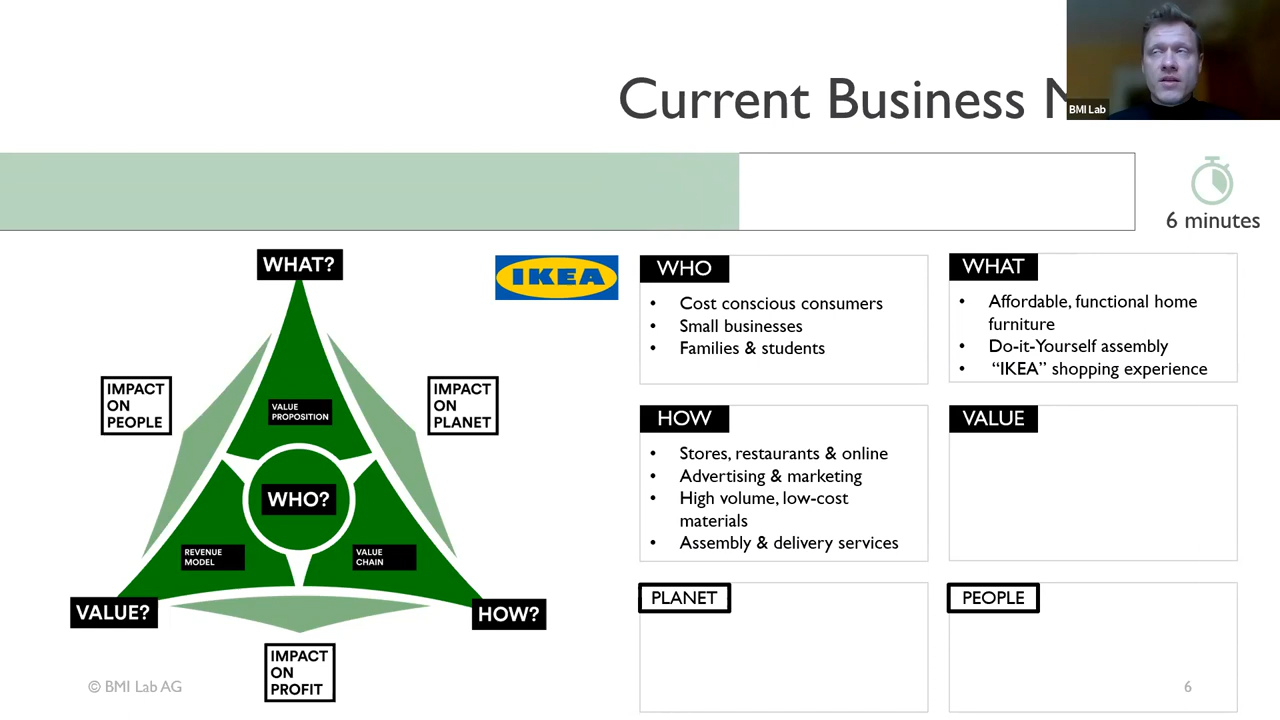 Current Business
BMI Lab
6 minutes
WHAT?
IMPACT
ON
PEOPLE
IMPACT
ON
PLANET
VALUE
PROPOSITION
WHO?
REVENUE
MODEL
VALUE
CHAIN
VALUE?
HOW?
IMPACT
ON
PROFIT
IKEA
WHO
• Cost conscious consumers
• Small businesses
• Families & students
WHAT
• Affordable, functional home
furniture
• Do-it-Yourself assembly
• “IKEA” shopping experience
HOW
• Stores, restaurants & online
• Advertising & marketing
• High volume, low-cost
materials
• Assembly & delivery services
VALUE
PLANET
PEOPLE
© BMI Lab AG
6